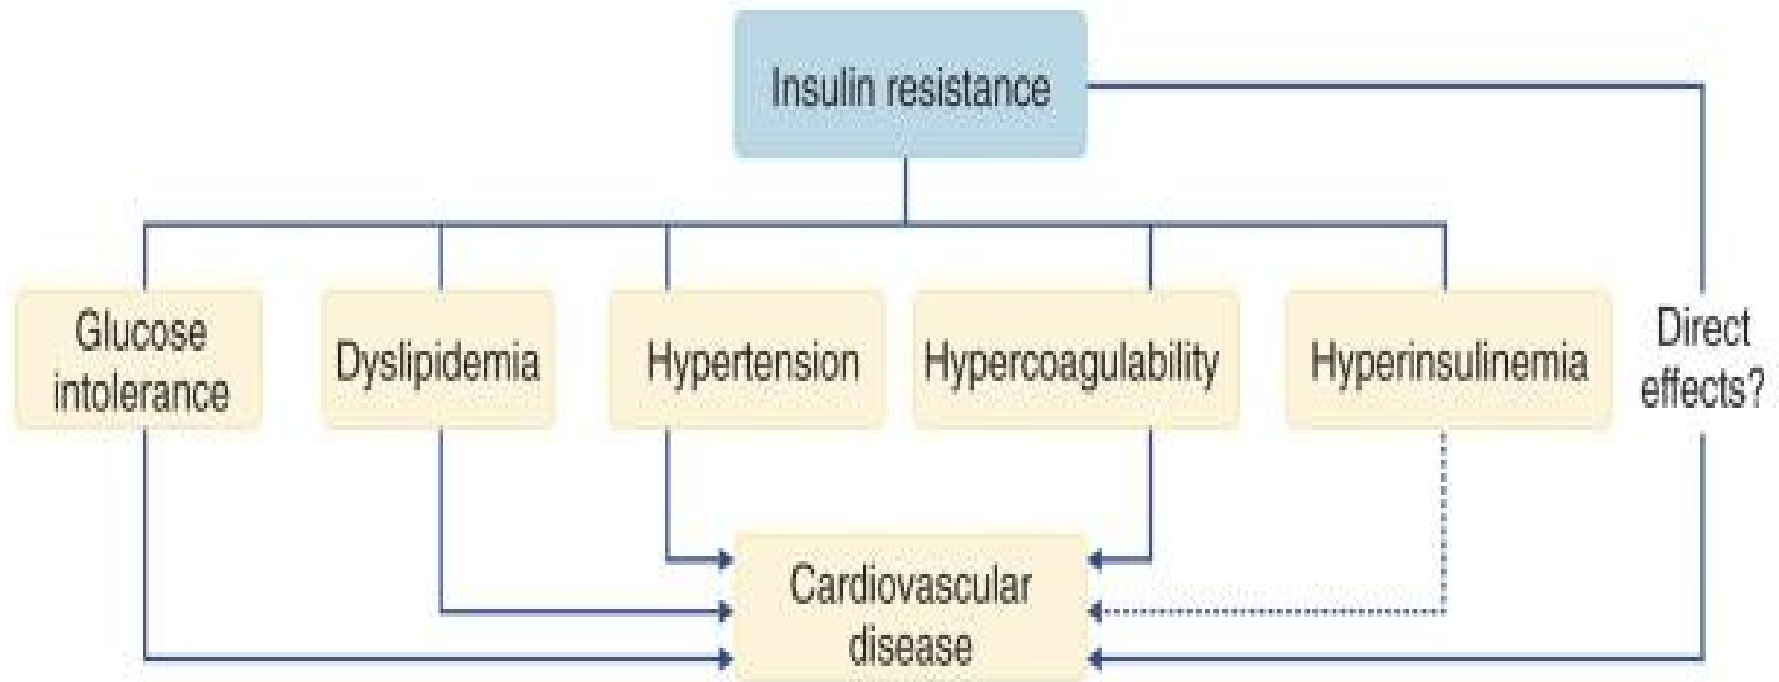 Insulin resistance
Glucose
intolerance
Dyslipidemia
Hypertension
Hypercoagulability
Hyperinsulinemia
Direct
effects?
Cardiovascular
disease